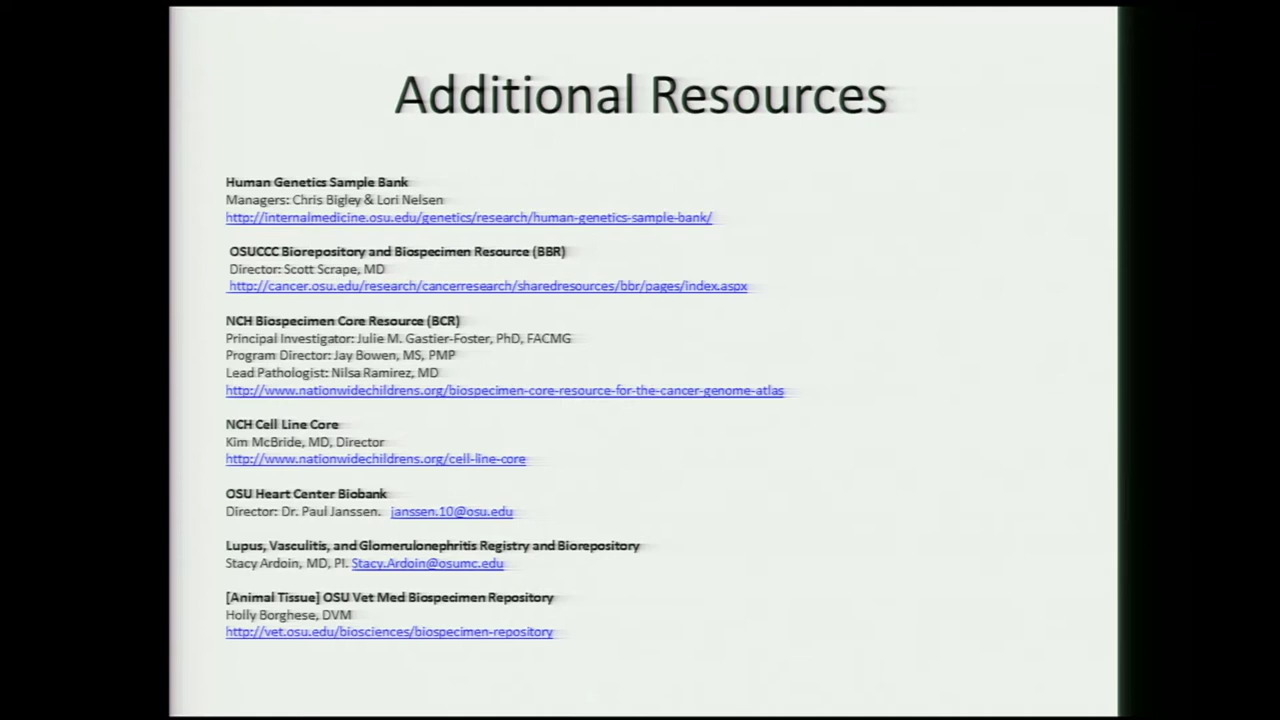 Additional Resources
Human Genetics Sample Bank
Managers: Chris Bigley & Lori Nelsen
http://internalmedicine.osu.edu/genetics/research/human-genetics-sample-bank/
OSUCCC Biorepository and Biospecimen Resource (BBR)
Director: Scott Scrape, MD
http://cancer.osu.edu/research/cancerresearch/sharedresources/bbr/pages/index.aspx
NCH Biospecimen Core Resource (BCR)
Principal Investigator: Julie M. Gastier-Foster, PhD, FACMG
Program Director: Jay Bowen, MS, PMP
Lead Pathologist: Nilsa Ramirez, MD
http://www.nationwidechildrens.org/biospecimen-core-resource-for-the-cancer-genome-atlas
NCH Cell Line Core
Kim McBride, MD, Director
http://www.nationwidechildrens.org/cell-line-core
OSU Heart Center Biobank
Director: Dr. Paul Janssen. janssen.10@osu.edu
Lupus, Vasculitis, and Glomerulonephritis Registry and Biorepository
Stacy Ardoin, MD, PI. Stacy.Ardoin@osumc.edu
[Animal Tissue] OSU Vet Med Biospecimen Repository
Holly Borghese, DVM
http://vet.osu.edu/biosciences/biospecimen-repository